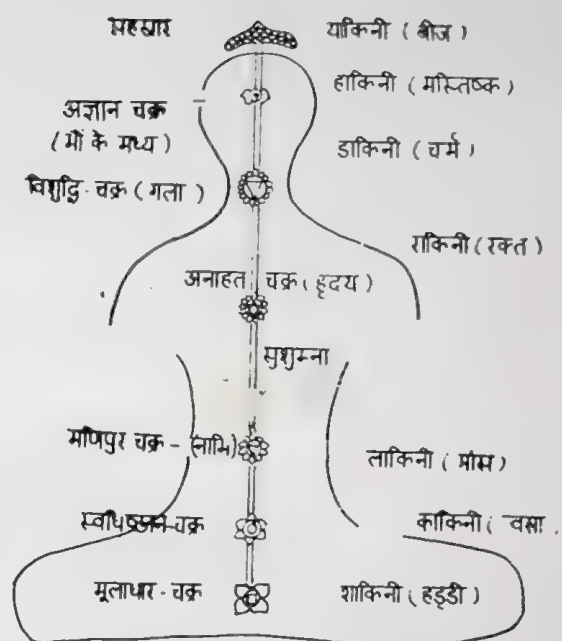 सहस्रार
याकिनी ( बीज )
हाकिनी ( मस्तिष्क )
अज्ञान चक्र
( भौं के मध्य )
डाकिनी ( चर्म )
विशुद्धि - चक्र ( गला )
राकिनी ( रक्त )
अनाहत चक्र ( हृदय )
सुशुम्ना
मणिपुर चक्र - (नाभि)
लाकिनी ( मांस )
स्वाधिष्ठान-चक्र
काकिनी ( वसा .
मूलाधार - चक्र
शाकिनी ( हड्डी )